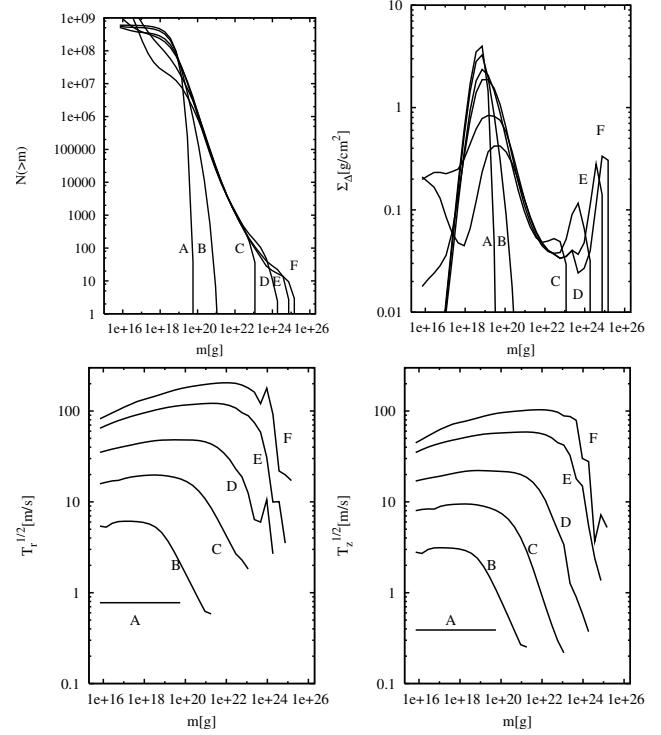 1e+09
1e+08
1e+07
1e+06
100000
10000
1000
100
10
1
N(>m)
A B C D E F
1e+16 1e+18 1e+20 1e+22 1e+24 1e+26
m[g]
10
1
0.1
0.01
Σ_Δ[g/cm²]
A B C D E F
1e+16 1e+18 1e+20 1e+22 1e+24 1e+26
m[g]
100
10
1
0.1
T_r^{1/2}[m/s]
A B C D E F
1e+16 1e+18 1e+20 1e+22 1e+24 1e+26
m[g]
100
10
1
0.1
T_z^{1/2}[m/s]
A B C D E F
1e+16 1e+18 1e+20 1e+22 1e+24 1e+26
m[g]